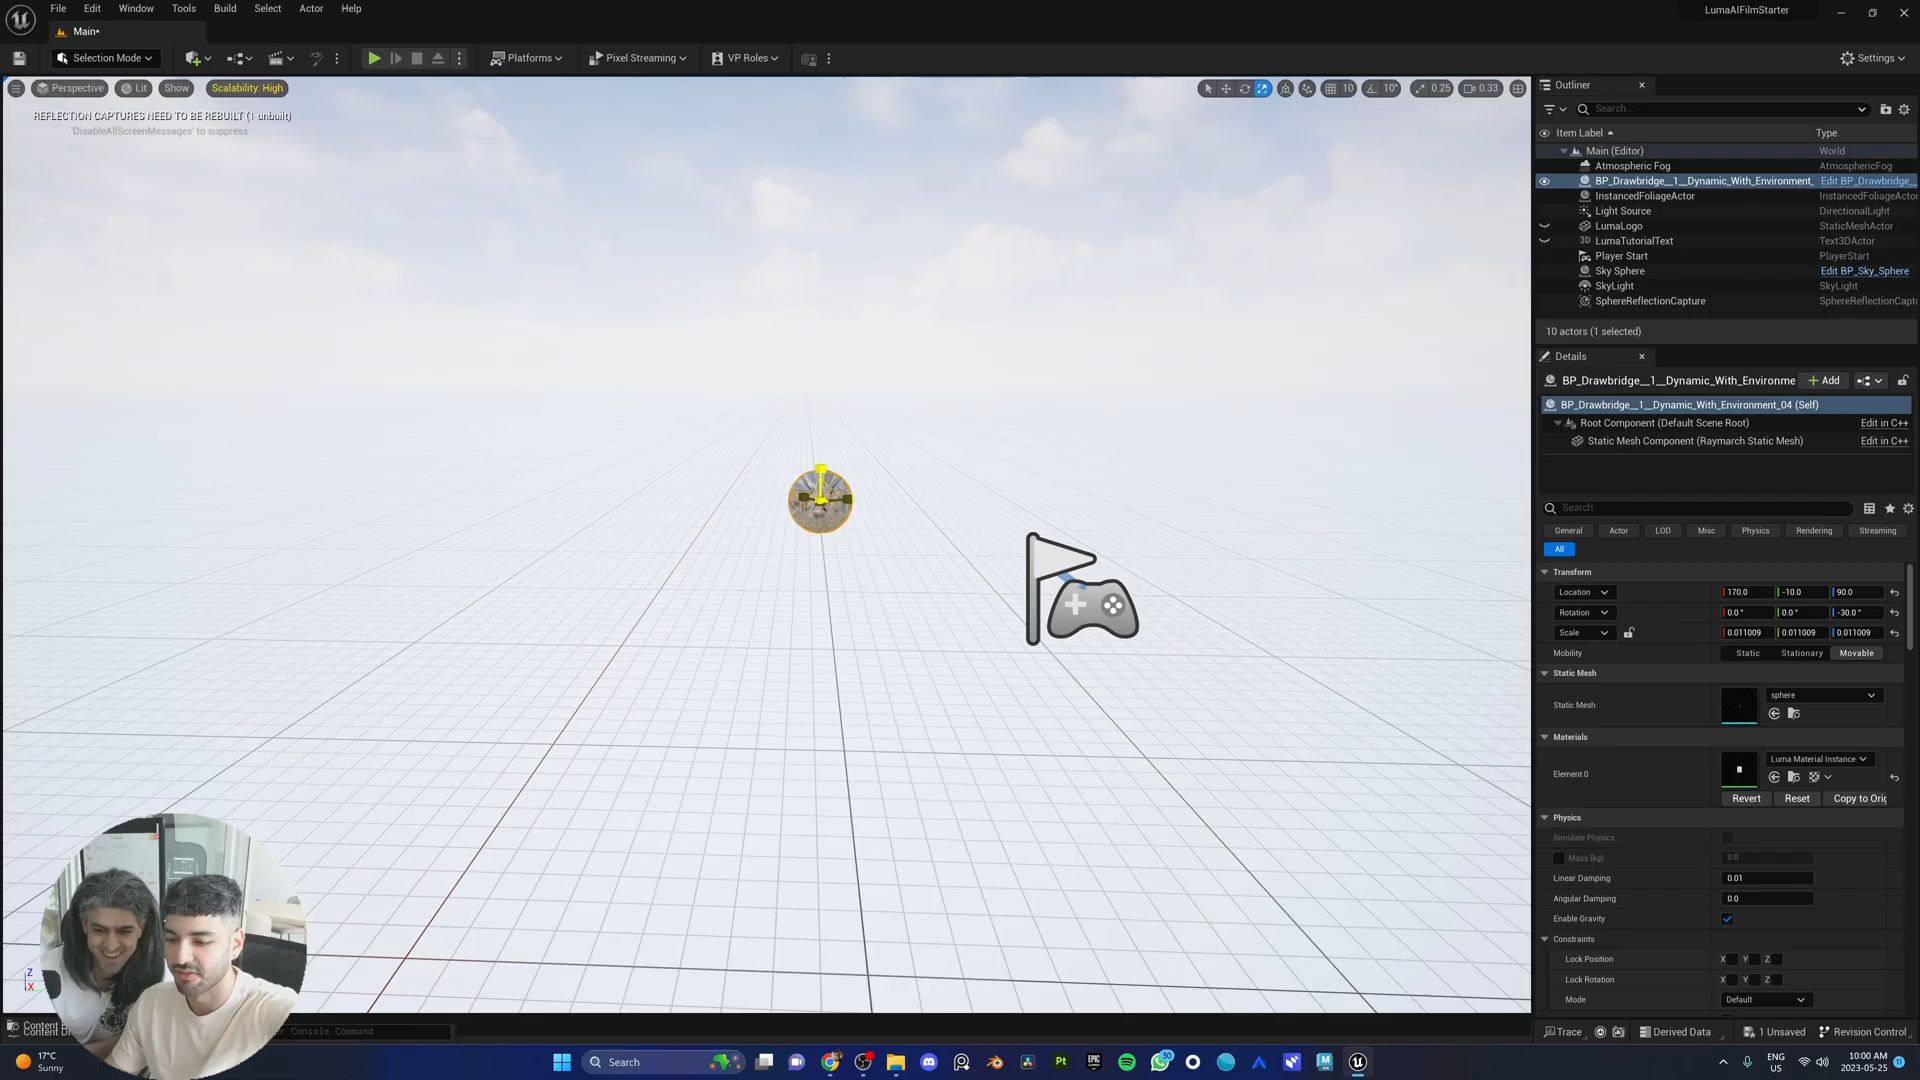 File Edit Window Tools Build Select Actor Help
LumaAIFilmStarter
Main*
Selection Mode
Platforms
Pixel Streaming
VP Roles
Settings
Perspective Lit Show Scalability: High
10 10° 0.25 0.33
REFLECTION CAPTURES NEED TO BE REBUILT (1 unbuilt)
'DisableAllScreenMessages' to suppress
Outliner
Search...
Item Label Type
Main (Editor) World
Atmospheric Fog AtmosphericFog
BP_Drawbridge__1__Dynamic_With_Environment_ Edit BP_Drawbridge_
InstancedFoliageActor InstancedFoliageActor
Light Source DirectionalLight
LumaLogo StaticMeshActor
LumaTutorialText Text3DActor
Player Start PlayerStart
Sky Sphere Edit BP_Sky_Sphere
SkyLight SkyLight
SphereReflectionCapture SphereReflectionCapt
10 actors (1 selected)
Details
BP_Drawbridge__1__Dynamic_With_Environme + Add
BP_Drawbridge__1__Dynamic_With_Environment_04 (Self)
Root Component (Default Scene Root) Edit in C++
Static Mesh Component (Raymarch Static Mesh) Edit in C++
Search
General Actor LOD Misc Physics Rendering Streaming
All
Transform
Location 170.0 -10.0 90.0
Rotation 0.0 ° 0.0 ° -30.0 °
Scale 0.011009 0.011009 0.011009
Mobility Static Stationary Movable
Static Mesh
Static Mesh sphere
Materials
Element 0 Luma Material Instance
Revert Reset Copy to Orig
Physics
Simulate Physics
Mass (kg) 0.0
Linear Damping 0.01
Angular Damping 0.0
Enable Gravity
Constraints
Lock Position X Y Z
Lock Rotation X Y Z
Mode Default
Z
X
Console Command
Trace Derived Data 1 Unsaved Revision Control
17°C
Sunny
Search
30
ENG
US
10:00 AM
2023-05-25